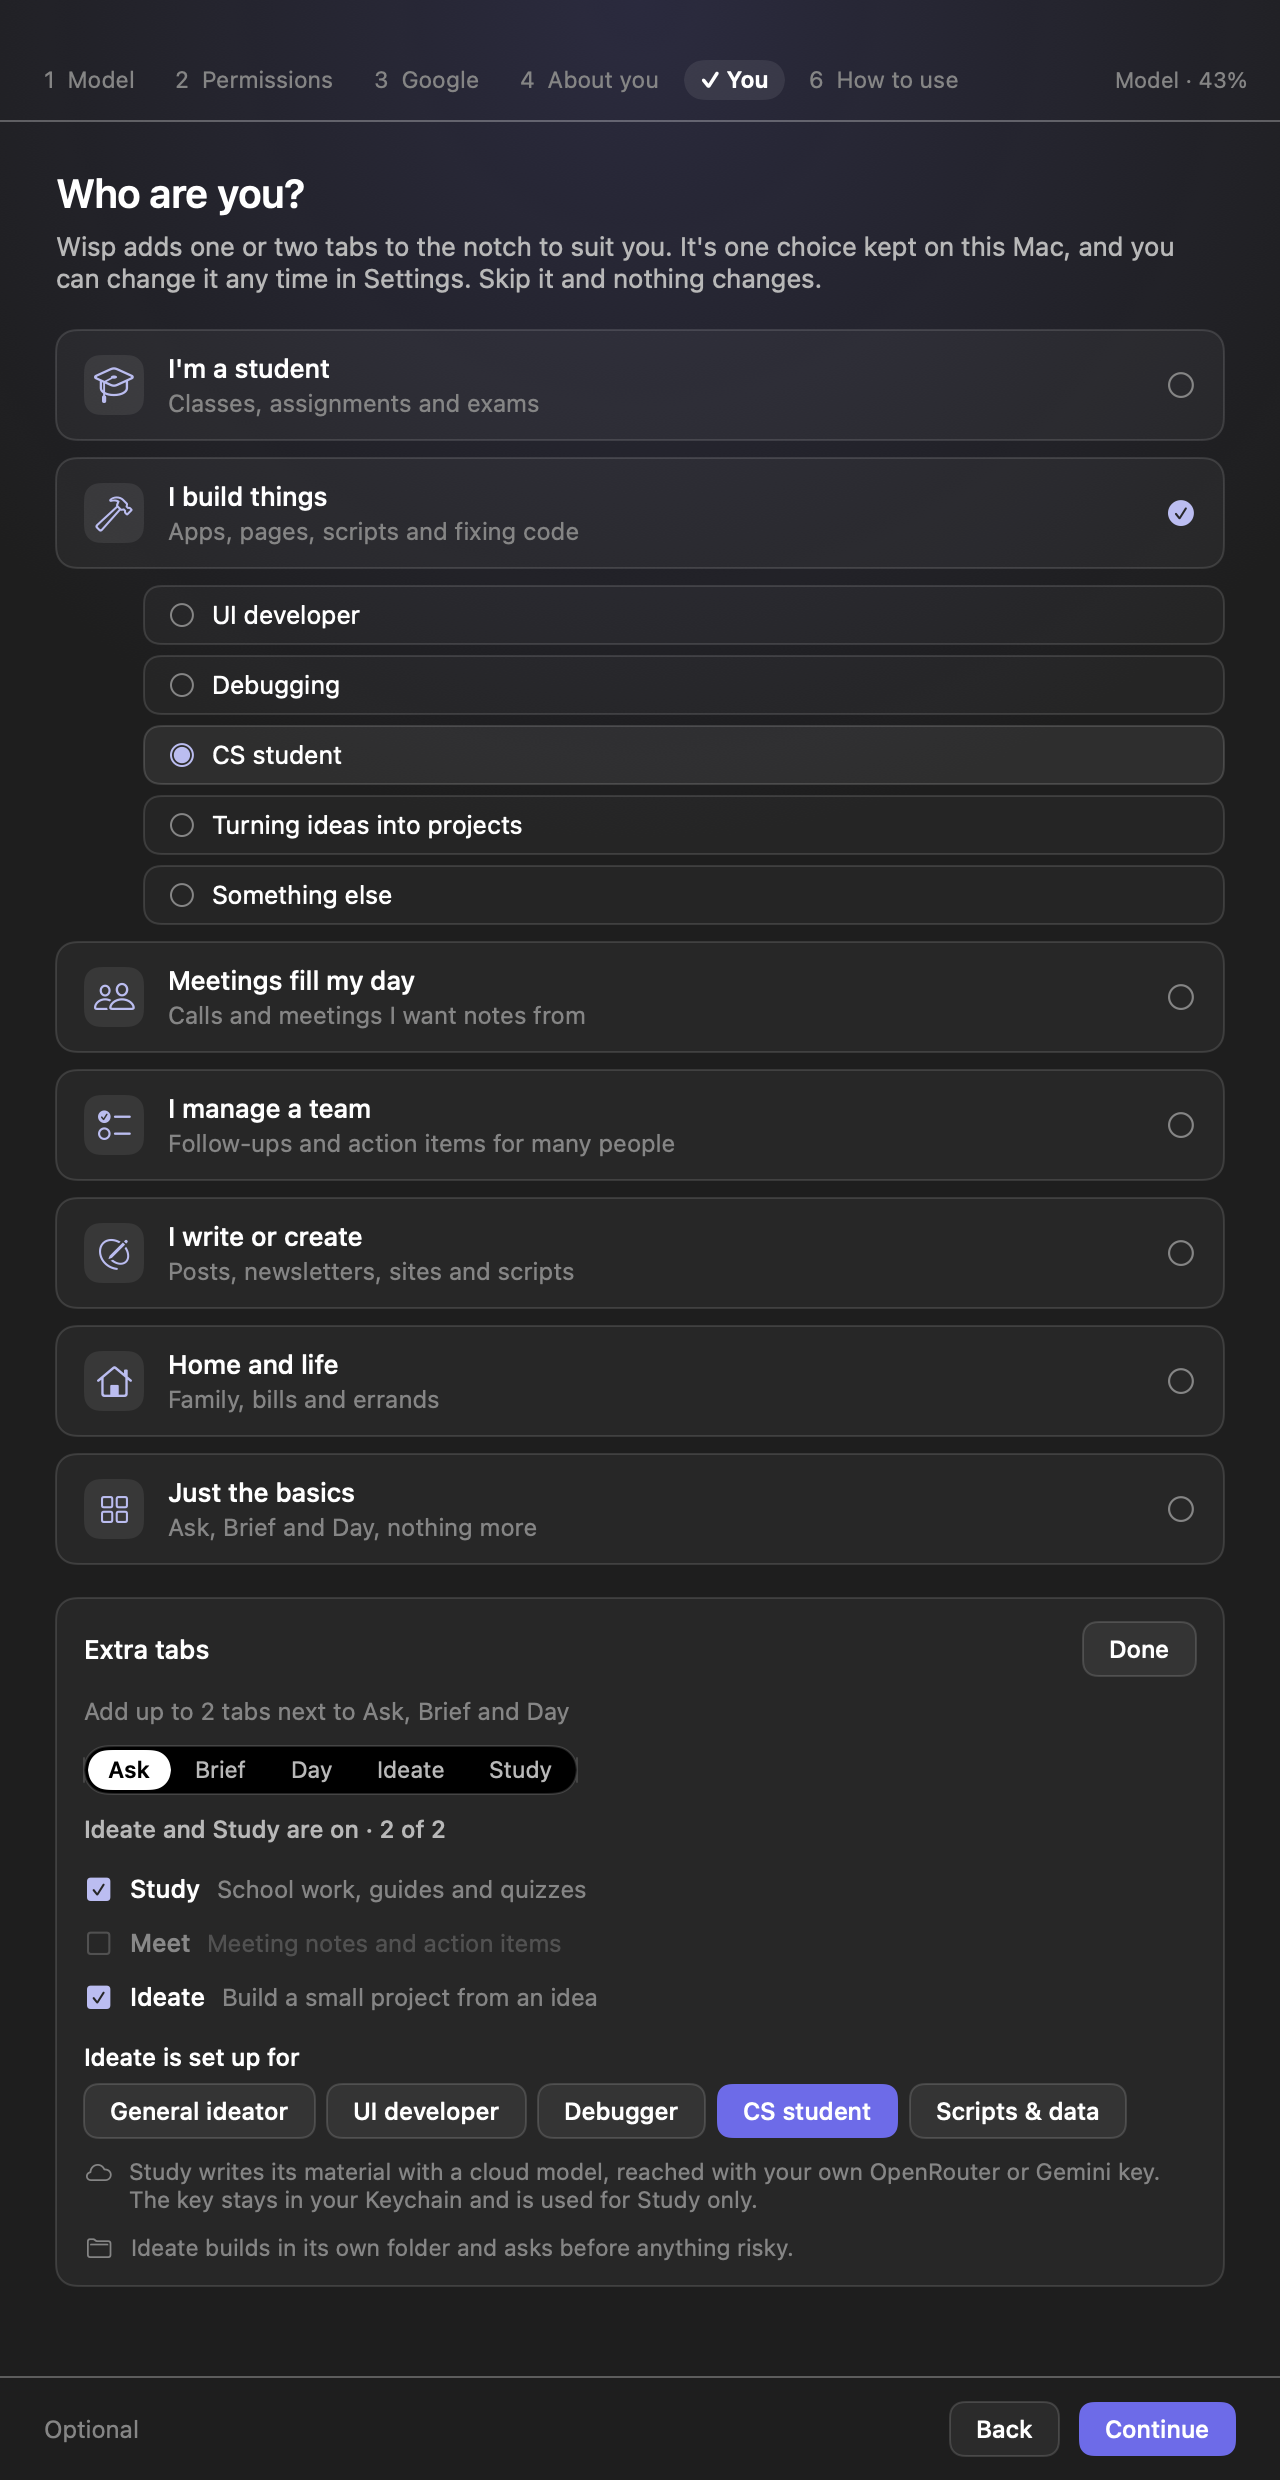 1 Model 2 Permissions 3 Google 4 About you ✓ You 6 How to use Model · 43%
Who are you?
Wisp adds one or two tabs to the notch to suit you. It's one choice kept on this Mac, and you
can change it any time in Settings. Skip it and nothing changes.
I'm a student
Classes, assignments and exams
I build things
Apps, pages, scripts and fixing code
UI developer
Debugging
CS student
Turning ideas into projects
Something else
Meetings fill my day
Calls and meetings I want notes from
I manage a team
Follow-ups and action items for many people
I write or create
Posts, newsletters, sites and scripts
Home and life
Family, bills and errands
Just the basics
Ask, Brief and Day, nothing more
Extra tabs Done
Add up to 2 tabs next to Ask, Brief and Day
Ask Brief Day Ideate Study
Ideate and Study are on · 2 of 2
Study School work, guides and quizzes
Meet Meeting notes and action items
Ideate Build a small project from an idea
Ideate is set up for
General ideator UI developer Debugger CS student Scripts & data
Study writes its material with a cloud model, reached with your own OpenRouter or Gemini key.
The key stays in your Keychain and is used for Study only.
Ideate builds in its own folder and asks before anything risky.
Optional Back Continue